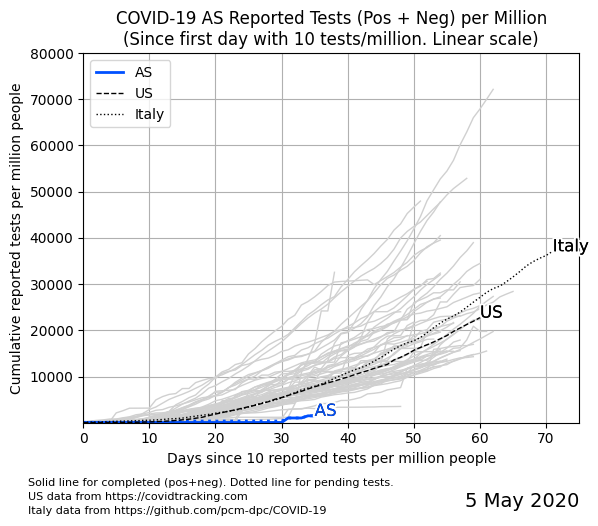 COVID-19 AS Reported Tests (Pos + Neg) per Million
(Since first day with 10 tests/million. Linear scale)
80000
70000
60000
50000
40000
30000
20000
10000
Cumulative reported tests per million people
AS
US
Italy
Italy
US
AS
0 10 20 30 40 50 60 70
Days since 10 reported tests per million people
Solid line for completed (pos+neg). Dotted line for pending tests.
US data from https://covidtracking.com
Italy data from https://github.com/pcm-dpc/COVID-19
5 May 2020